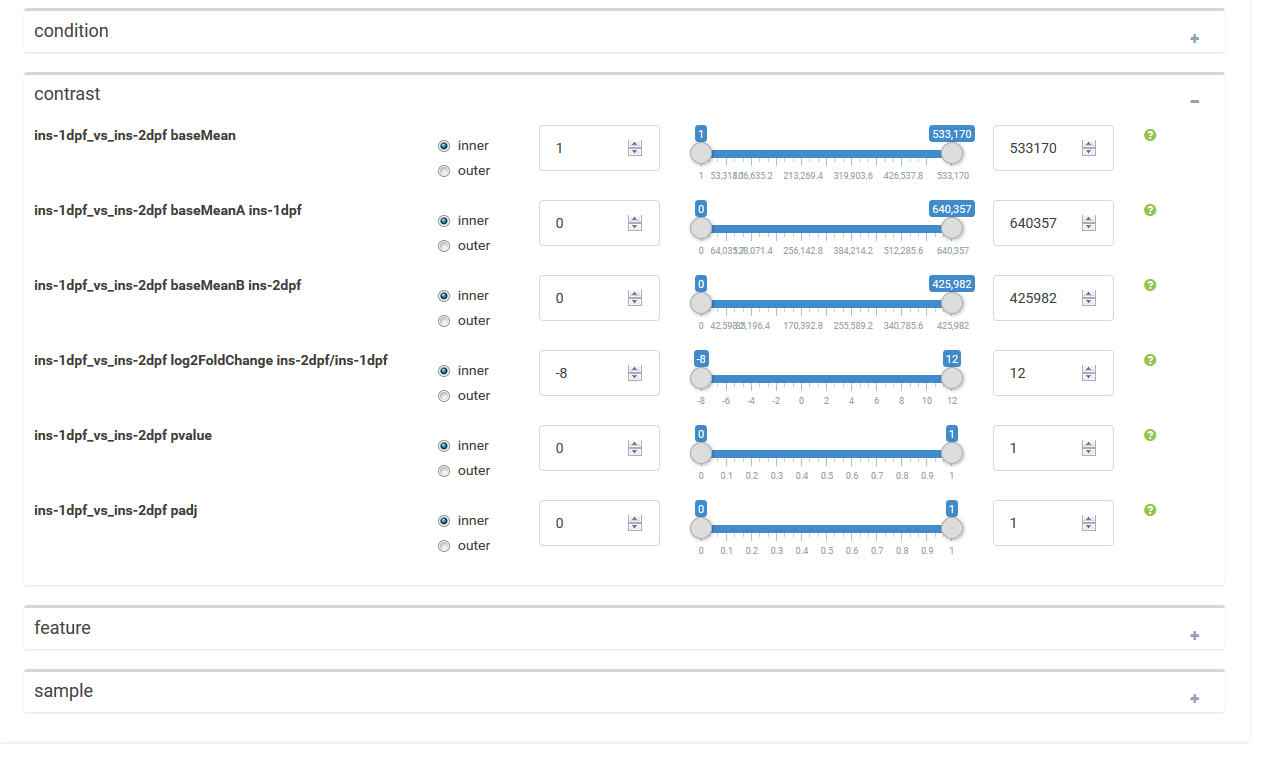 condition
contrast
ins-1dpf_vs_ins-2dpf baseMean
inner
outer
1
1
533,170
1 53,318 106,635.2 213,269.4 319,903.6 426,537.8 533,170
533170
ins-1dpf_vs_ins-2dpf baseMeanA ins-1dpf
inner
outer
0
0
640,357
0 64,035.7 128,071.4 256,142.8 384,214.2 512,285.6 640,357
640357
ins-1dpf_vs_ins-2dpf baseMeanB ins-2dpf
inner
outer
0
0
425,982
0 42,598.2 85,196.4 170,392.8 255,589.2 340,785.6 425,982
425982
ins-1dpf_vs_ins-2dpf log2FoldChange ins-2dpf/ins-1dpf
inner
outer
-8
-8
12
-8 -6 -4 -2 0 2 4 6 8 10 12
12
ins-1dpf_vs_ins-2dpf pvalue
inner
outer
0
0
1
0 0.1 0.2 0.3 0.4 0.5 0.6 0.7 0.8 0.9 1
1
ins-1dpf_vs_ins-2dpf padj
inner
outer
0
0
1
0 0.1 0.2 0.3 0.4 0.5 0.6 0.7 0.8 0.9 1
1
feature
sample